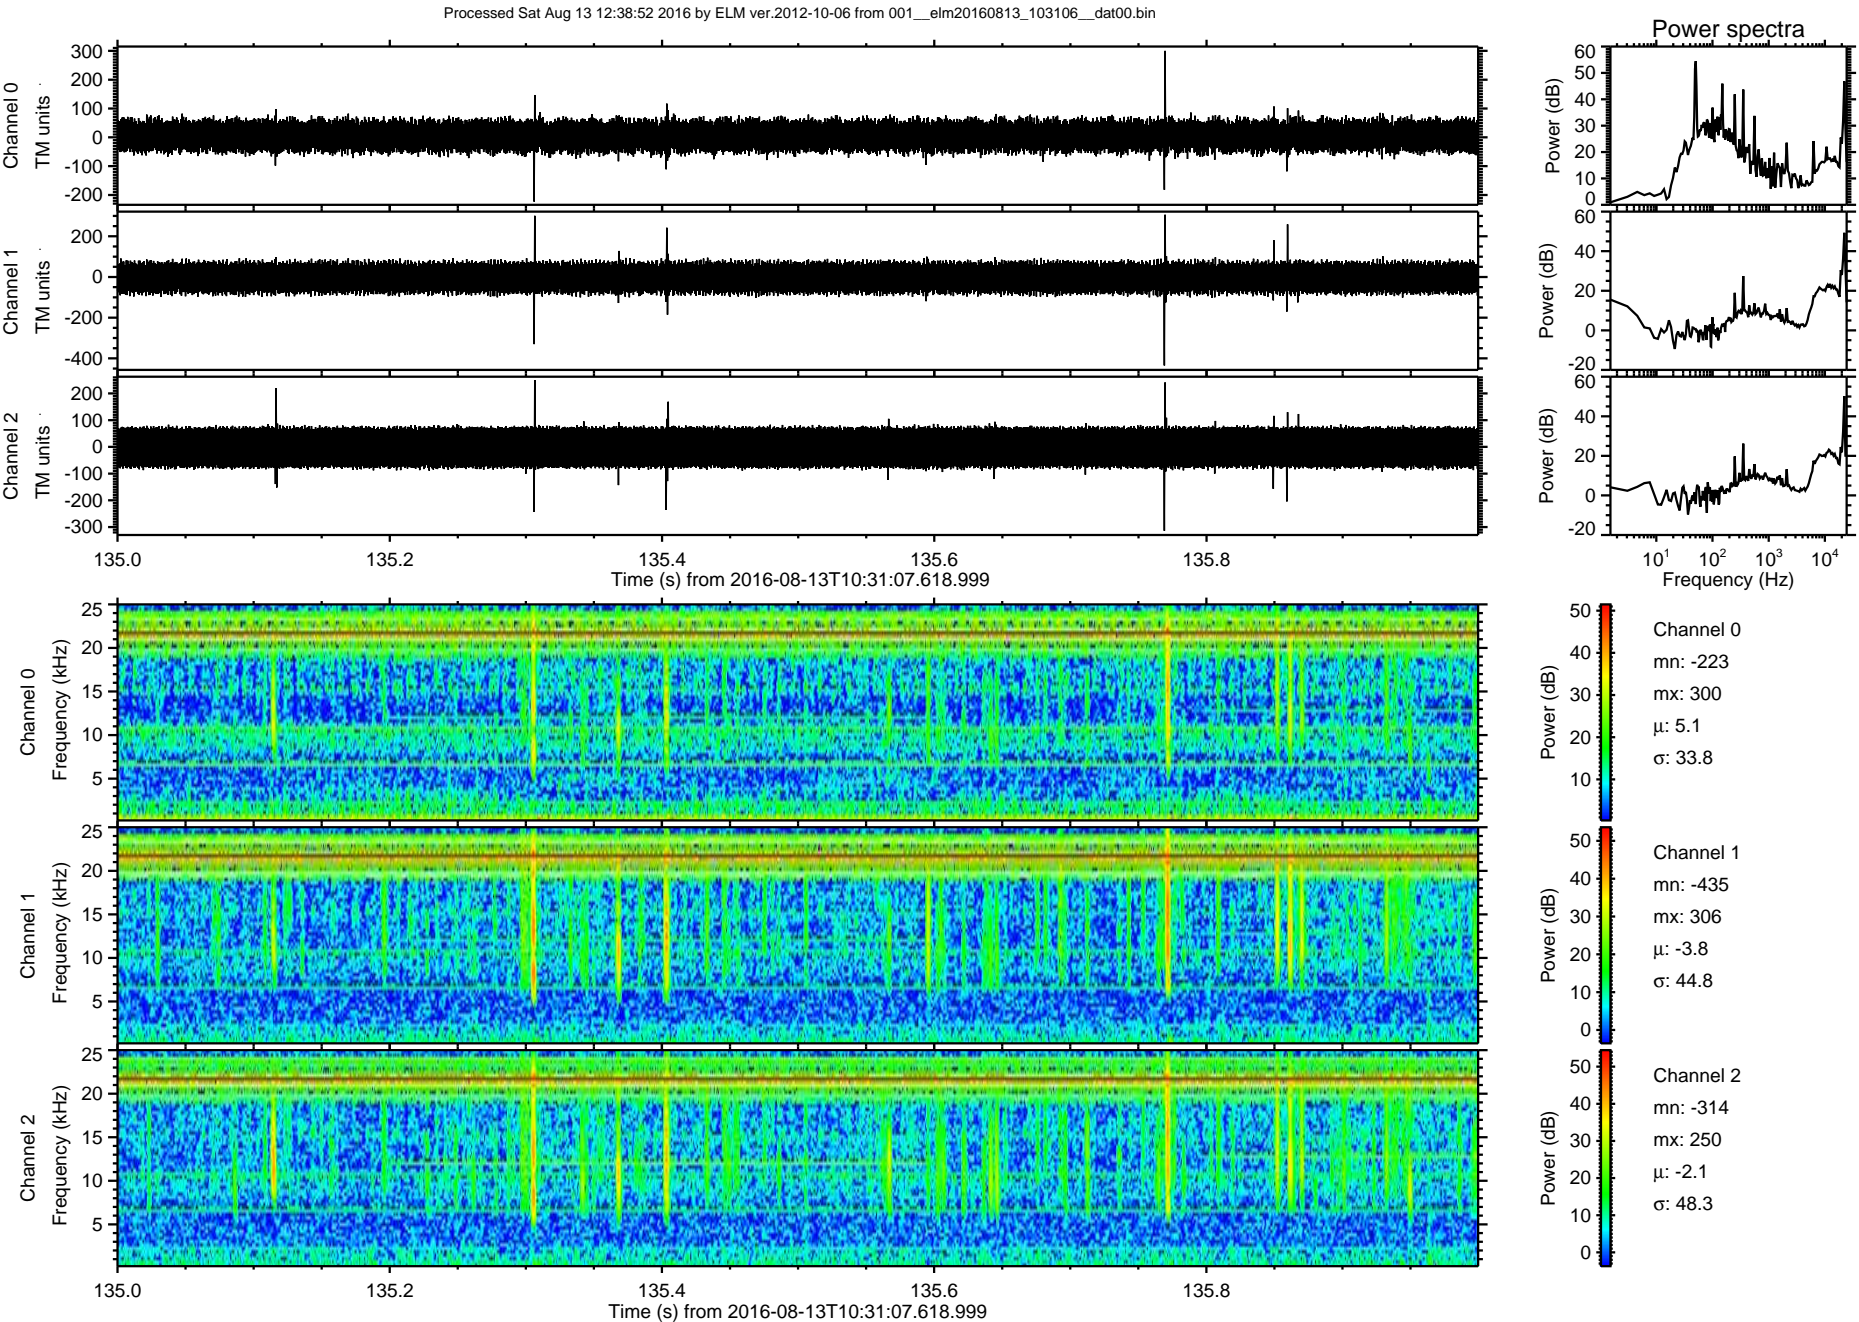 Processed Sat Aug 13 12:38:52 2016 by ELM ver.2012-10-06 from 001__elm20160813_103106__dat00.bin
Power spectra
Channel 0
TM units
300
200
100
0
-100
-200
Power (dB)
60
50
40
30
20
10
0
Channel 1
TM units
200
0
-200
-400
Power (dB)
60
40
20
0
-20
Channel 2
TM units
200
100
0
-100
-200
-300
Power (dB)
60
40
20
0
-20
135.0 135.2 135.4 135.6 135.8
Time (s) from 2016-08-13T10:31:07.618.999
10¹ 10² 10³ 10⁴
Frequency (Hz)
Channel 0
Frequency (kHz)
25
20
15
10
5
Power (dB)
50
40
30
20
10
Channel 0
mn: -223
mx: 300
μ: 5.1
σ: 33.8
Channel 1
Frequency (kHz)
25
20
15
10
5
Power (dB)
50
40
30
20
10
0
Channel 1
mn: -435
mx: 306
μ: -3.8
σ: 44.8
Channel 2
Frequency (kHz)
25
20
15
10
5
Power (dB)
50
40
30
20
10
0
Channel 2
mn: -314
mx: 250
μ: -2.1
σ: 48.3
135.0 135.2 135.4 135.6 135.8
Time (s) from 2016-08-13T10:31:07.618.999